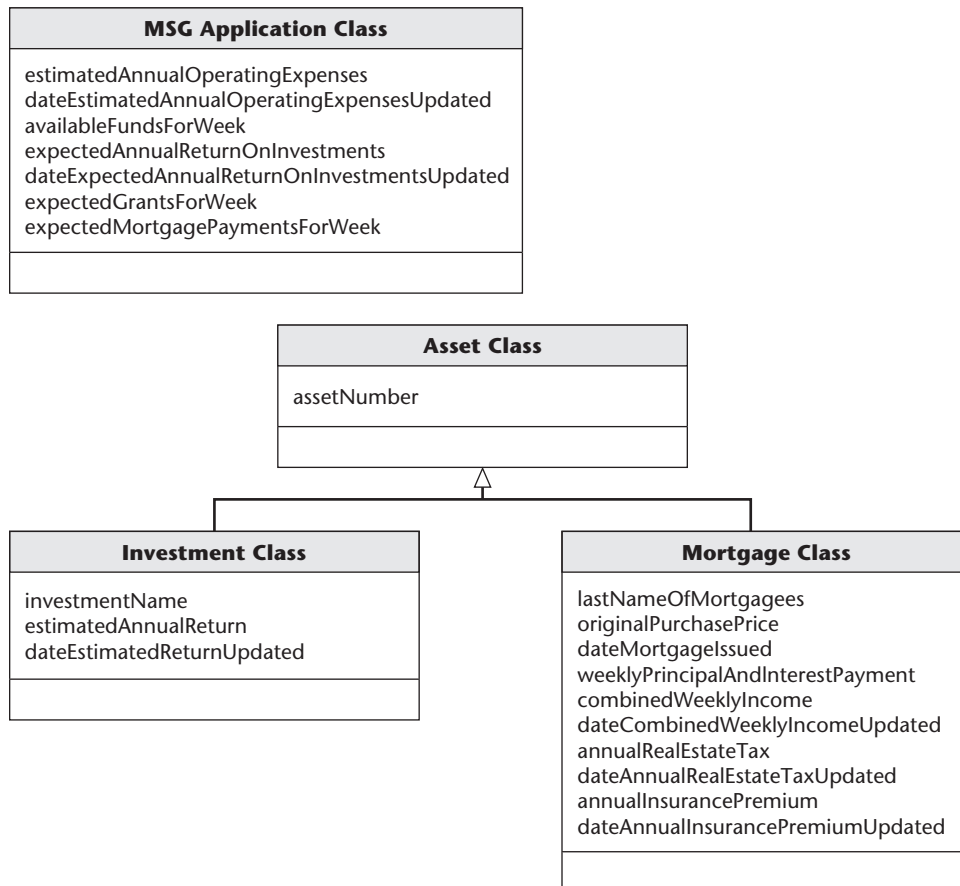 MSG Application Class
estimatedAnnualOperatingExpenses
dateEstimatedAnnualOperatingExpensesUpdated
availableFundsForWeek
expectedAnnualReturnOnInvestments
dateExpectedAnnualReturnOnInvestmentsUpdated
expectedGrantsForWeek
expectedMortgagePaymentsForWeek
Asset Class
assetNumber
Investment Class
investmentName
estimatedAnnualReturn
dateEstimatedReturnUpdated
Mortgage Class
lastNameOfMortgagees
originalPurchasePrice
dateMortgageIssued
weeklyPrincipalAndInterestPayment
combinedWeeklyIncome
dateCombinedWeeklyIncomeUpdated
annualRealEstateTax
dateAnnualRealEstateTaxUpdated
annualInsurancePremium
dateAnnualInsurancePremiumUpdated